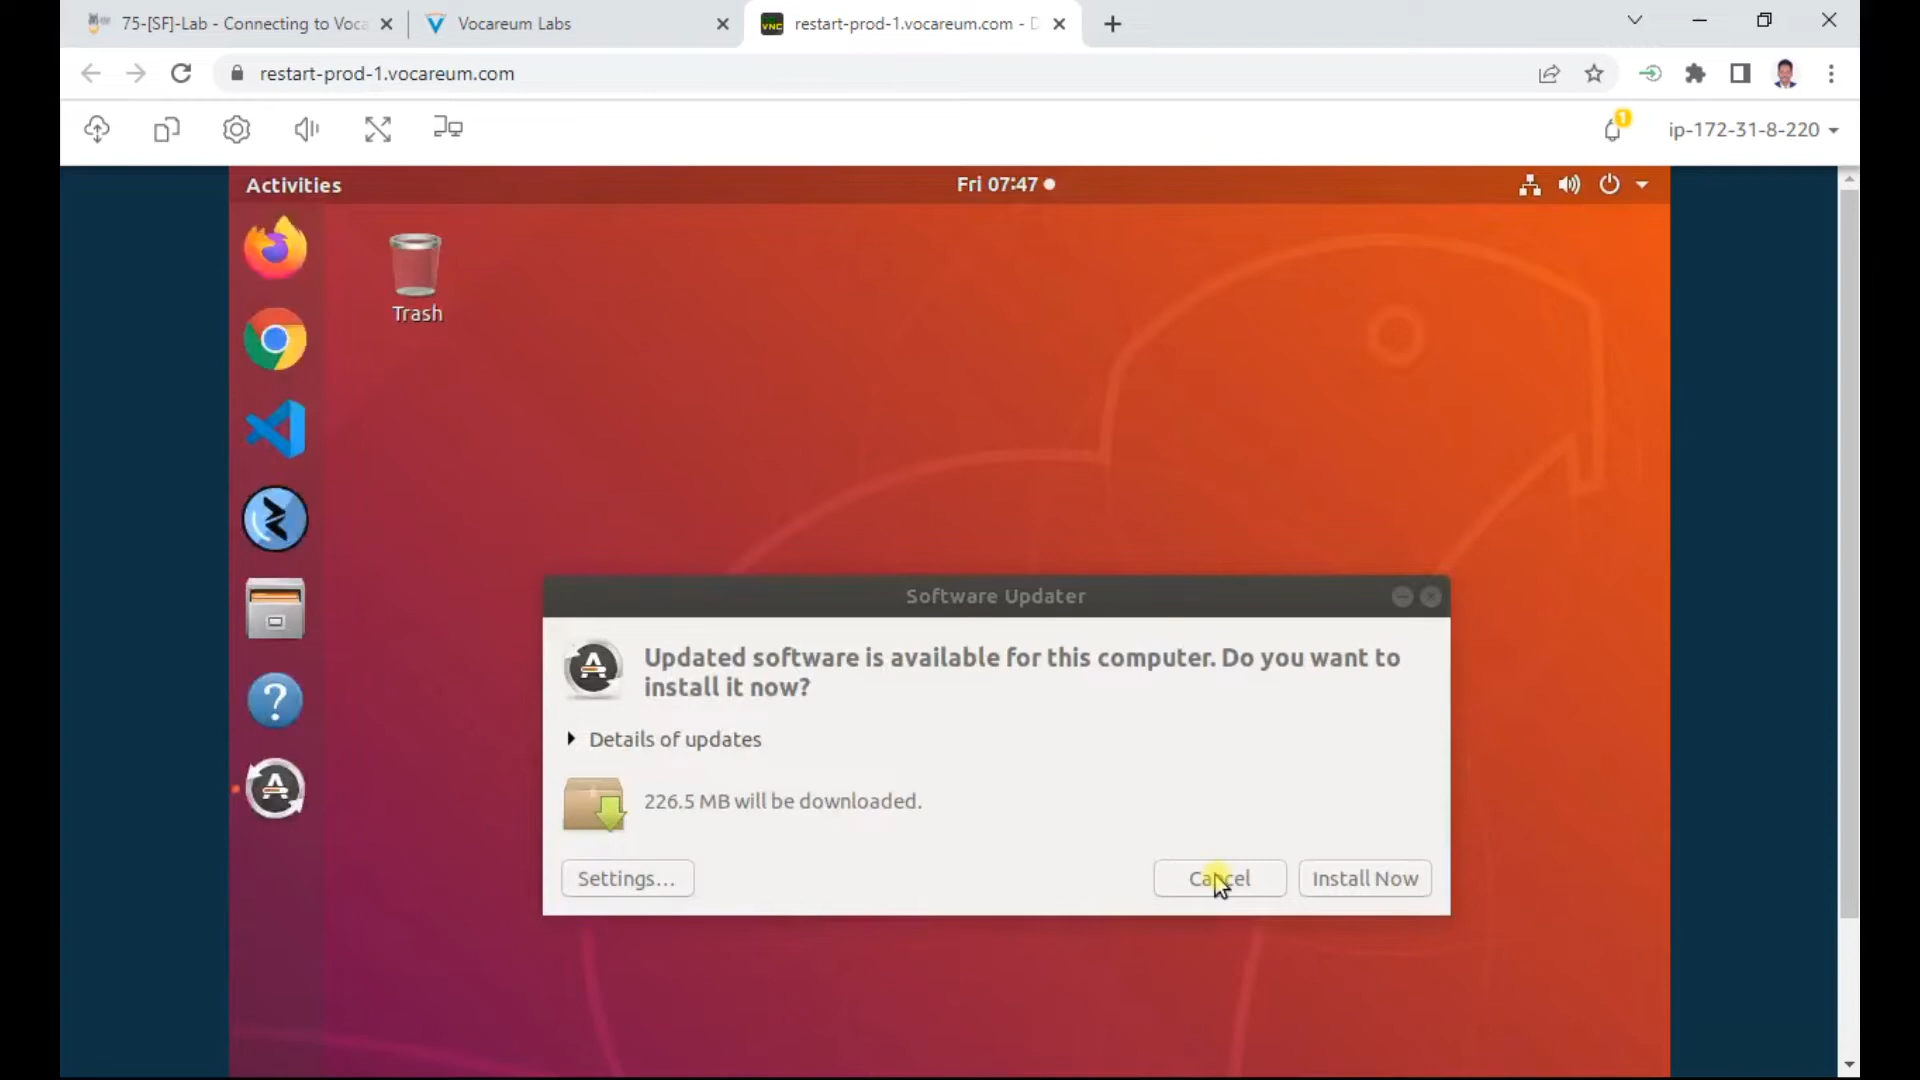 75-[SF]-Lab - Connecting to Voca
Vocareum Labs
VNC
restart-prod-1.vocareum.com - D
restart-prod-1.vocareum.com
1
ip-172-31-8-220
Activities
Fri 07:47
Trash
Software Updater
Updated software is available for this computer. Do you want to
install it now?
Details of updates
226.5 MB will be downloaded.
Settings...
Cancel
Install Now